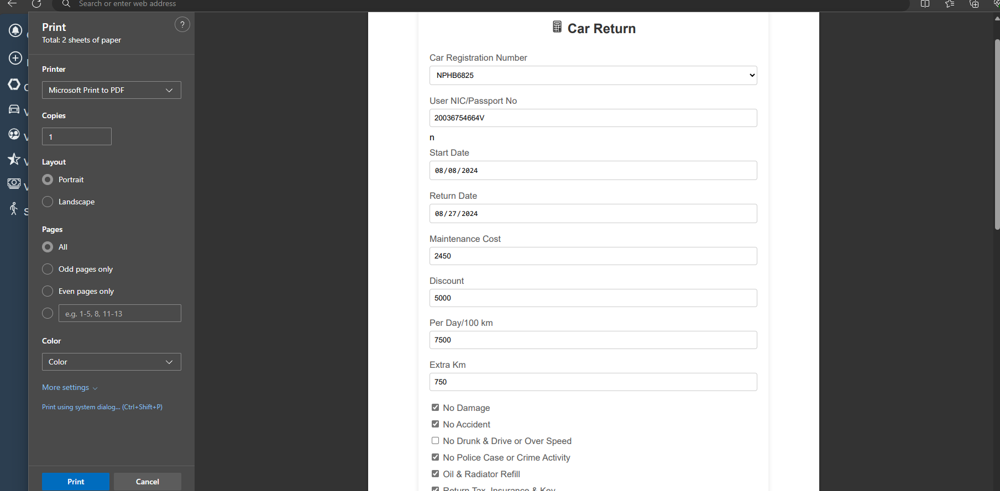 Search or enter web address
Print
?
Total: 2 sheets of paper
Printer
Microsoft Print to PDF
Copies
1
Layout
Portrait
Landscape
Pages
All
Odd pages only
Even pages only
e.g. 1-5, 8, 11-13
Color
Color
More settings
Print using system dialog... (Ctrl+Shift+P)
Print
Cancel
Car Return
Car Registration Number
NPHB6825
User NIC/Passport No
20036754664V
n
Start Date
08/08/2024
Return Date
08/27/2024
Maintenance Cost
2450
Discount
5000
Per Day/100 km
7500
Extra Km
750
No Damage
No Accident
No Drunk & Drive or Over Speed
No Police Case or Crime Activity
Oil & Radiator Refill
Return Tax, Insurance & Key